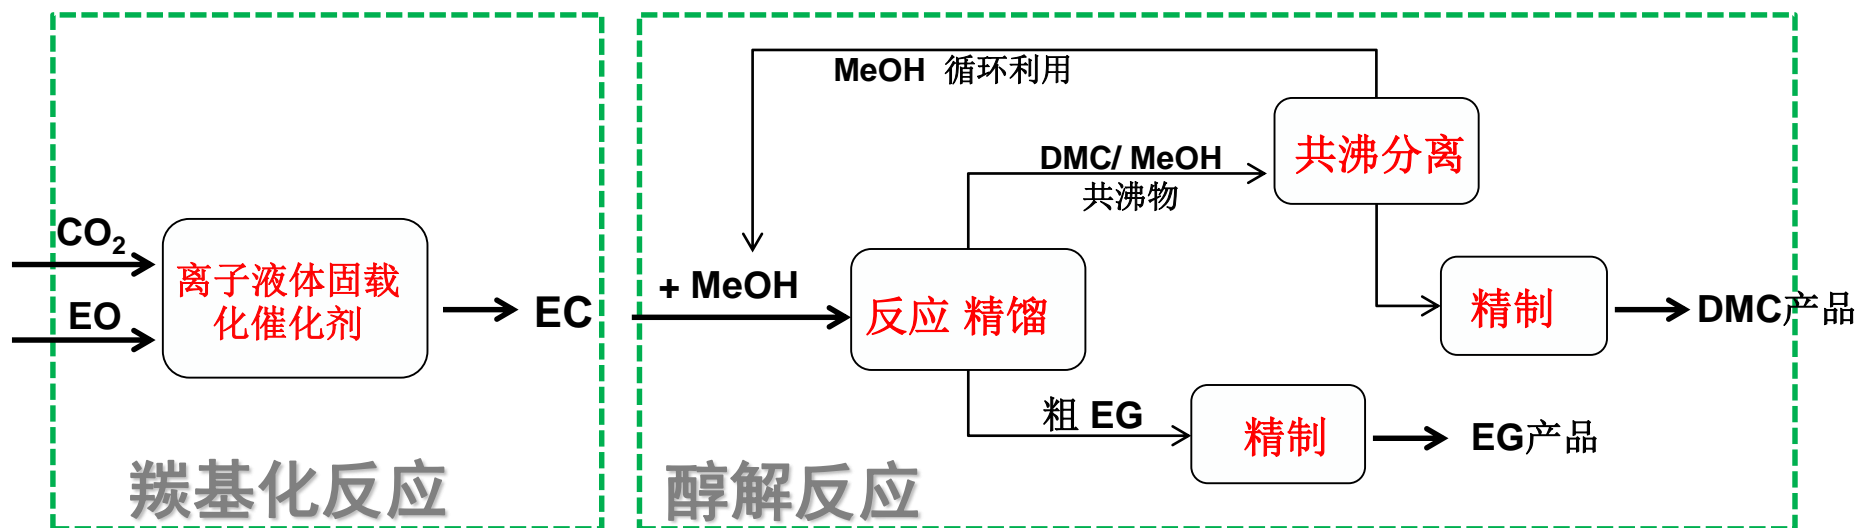 CO₂
EO
离子液体固载
化催化剂
EC
羰基化反应
MeOH 循环利用
DMC/ MeOH
共沸物
共沸分离
+ MeOH
反应 精馏
精制
DMC产品
粗 EG
精制
EG产品
醇解反应